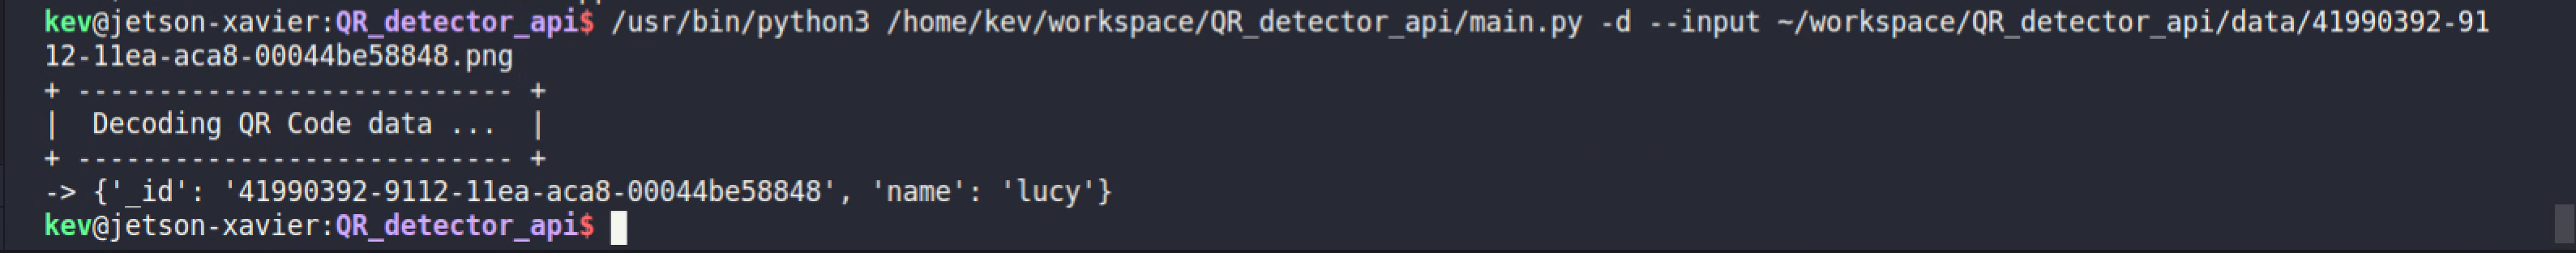 kev@jetson-xavier:QR_detector_api$ /usr/bin/python3 /home/kev/workspace/QR_detector_api/main.py -d --input ~/workspace/QR_detector_api/data/41990392-91
12-11ea-aca8-00044be58848.png
+ --------------------------- +
|  Decoding QR Code data ...  |
+ --------------------------- +
-> {'_id': '41990392-9112-11ea-aca8-00044be58848', 'name': 'lucy'}
kev@jetson-xavier:QR_detector_api$